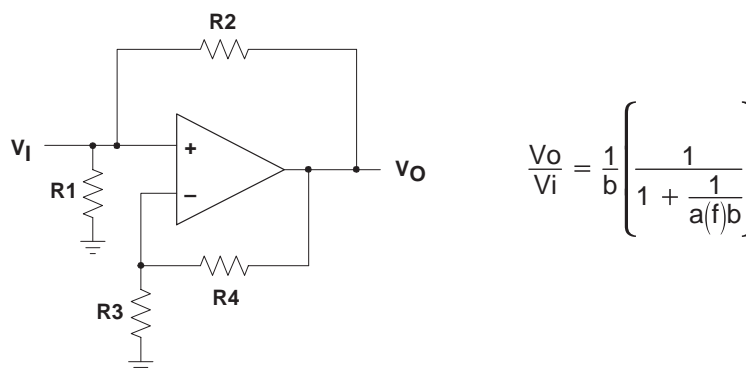 R2
V_I
+
R1
−
V_O
R4
R3
Vo/Vi = 1/b [1/(1 + 1/(a(f)b))]